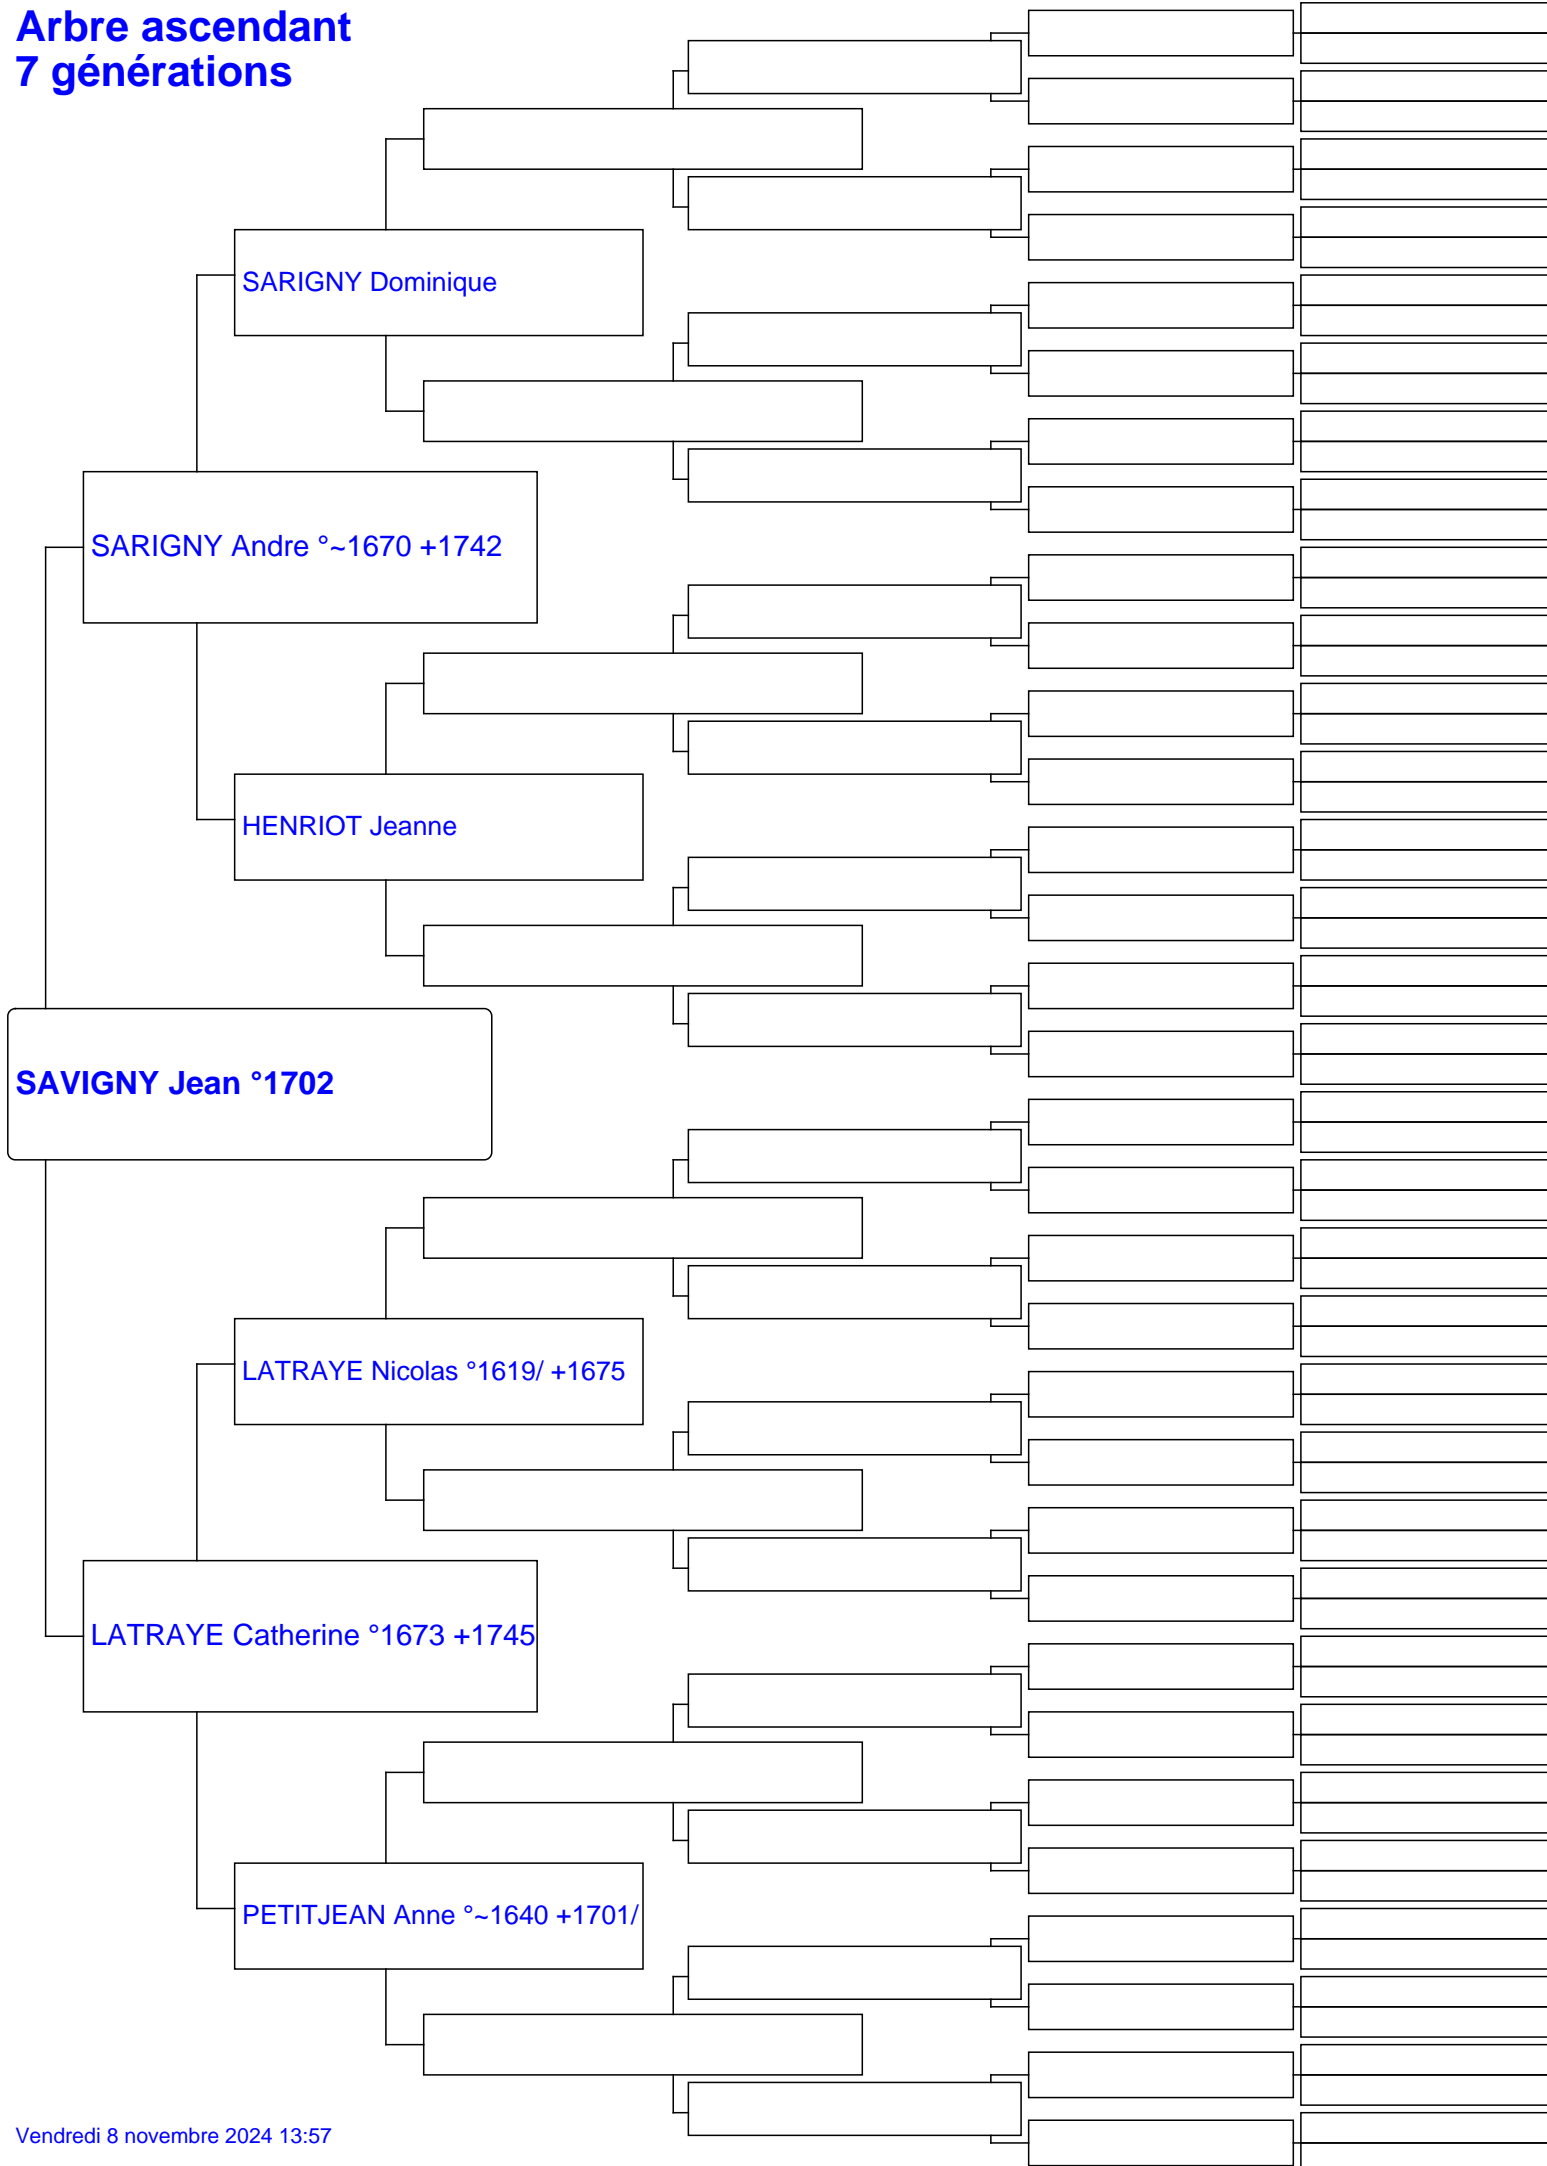 Arbre ascendant
7 générations
SARIGNY Dominique
SARIGNY Andre °~1670 +1742
HENRIOT Jeanne
SAVIGNY Jean °1702
LATRAYE Nicolas °1619/ +1675
LATRAYE Catherine °1673 +1745
PETITJEAN Anne °~1640 +1701/
Vendredi 8 novembre 2024 13:57